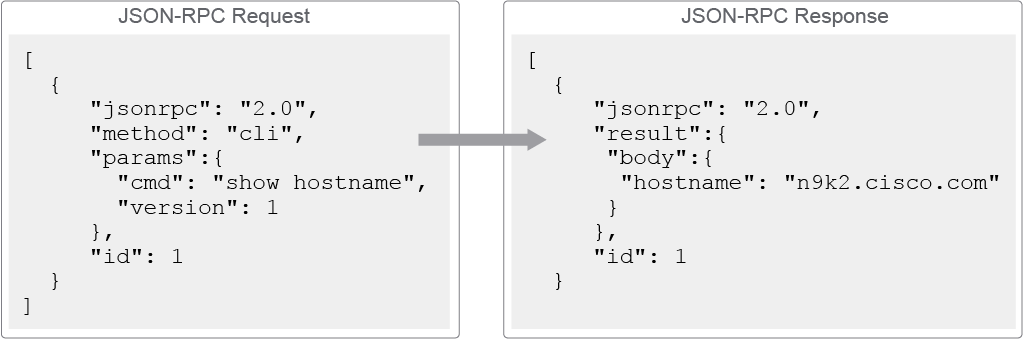 JSON-RPC Request
[
  {
     "jsonrpc": "2.0",
     "method": "cli",
     "params":{
       "cmd": "show hostname",
       "version": 1
     },
     "id": 1
  }
]
JSON-RPC Response
[
  {
     "jsonrpc": "2.0",
     "result":{
      "body":{
       "hostname": "n9k2.cisco.com"
      }
     },
     "id": 1
  }